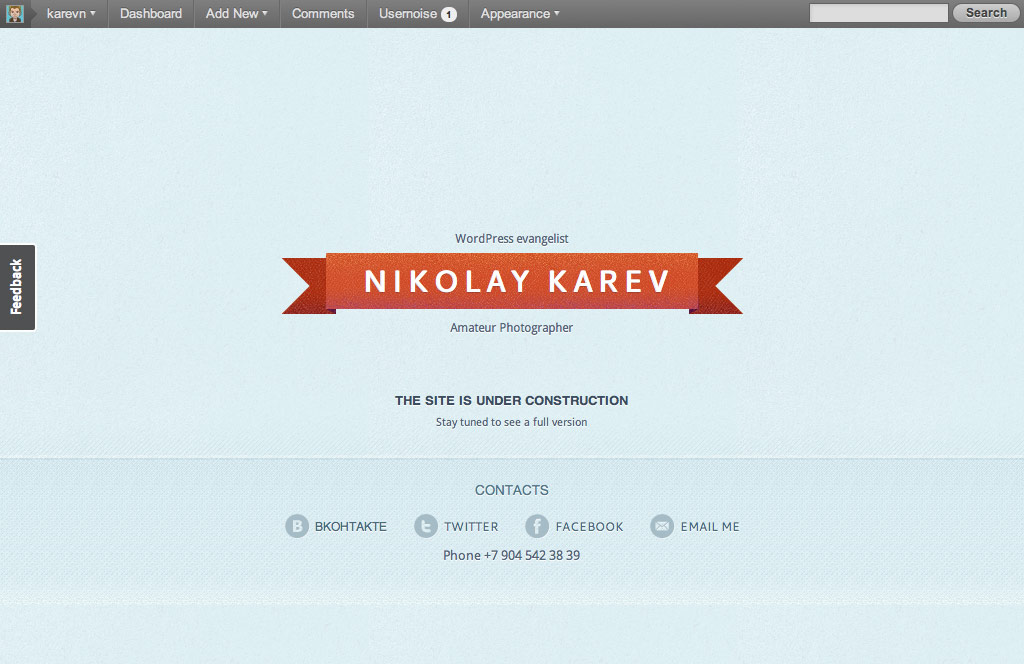 karevn Dashboard Add New Comments Usernoise 1 Appearance Search
WordPress evangelist
Feedback
NIKOLAY KAREV
Amateur Photographer
THE SITE IS UNDER CONSTRUCTION
Stay tuned to see a full version
CONTACTS
ВКОНТАКТЕ TWITTER FACEBOOK EMAIL ME
Phone +7 904 542 38 39